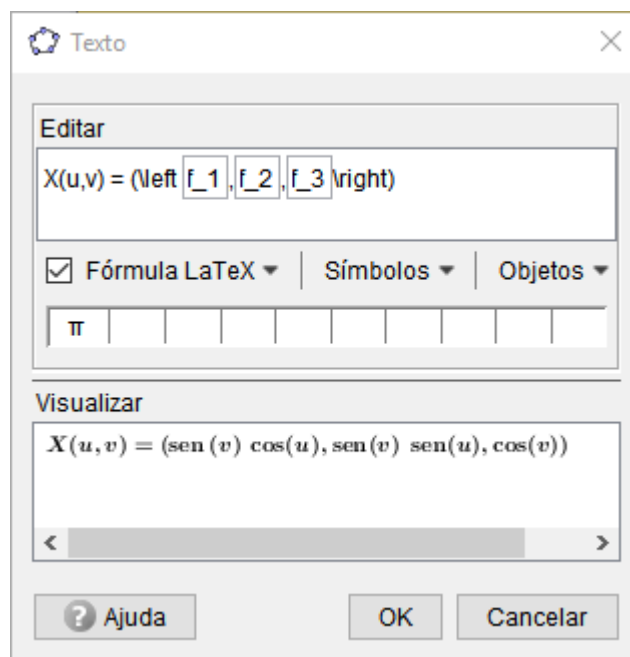 Texto
Editar
X(u,v) = (\left f_1 , f_2 , f_3 \right)
Fórmula LaTeX Símbolos Objetos
π
Visualizar
X(u, v) = (sen (v) cos(u), sen(v) sen(u), cos(v))
Ajuda OK Cancelar